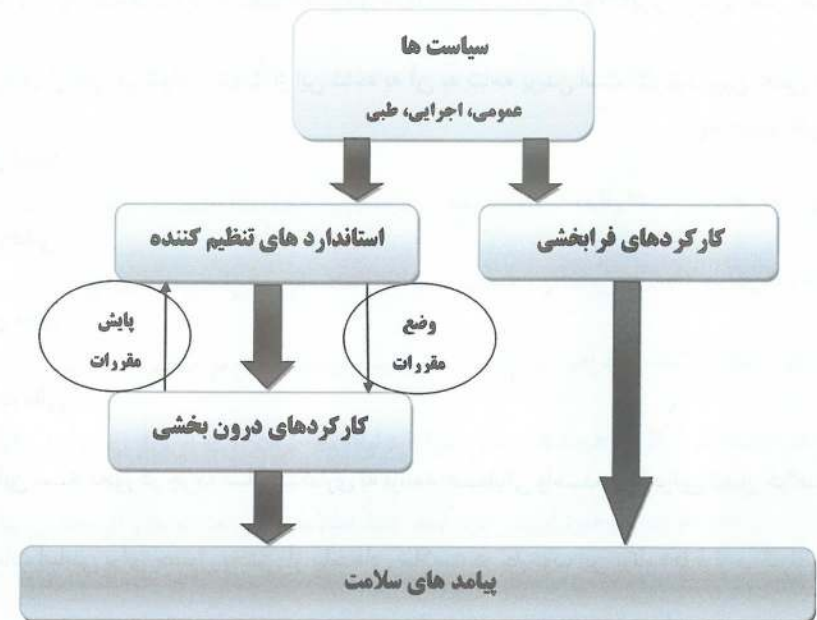 سیاست ها
عمومی، اجرایی، طبی
استاندارد های تنظیم کننده
کارکردهای فرابخشی
پایش
مقررات
وضع
مقررات
کارکردهای درون بخشی
پیامد های سلامت